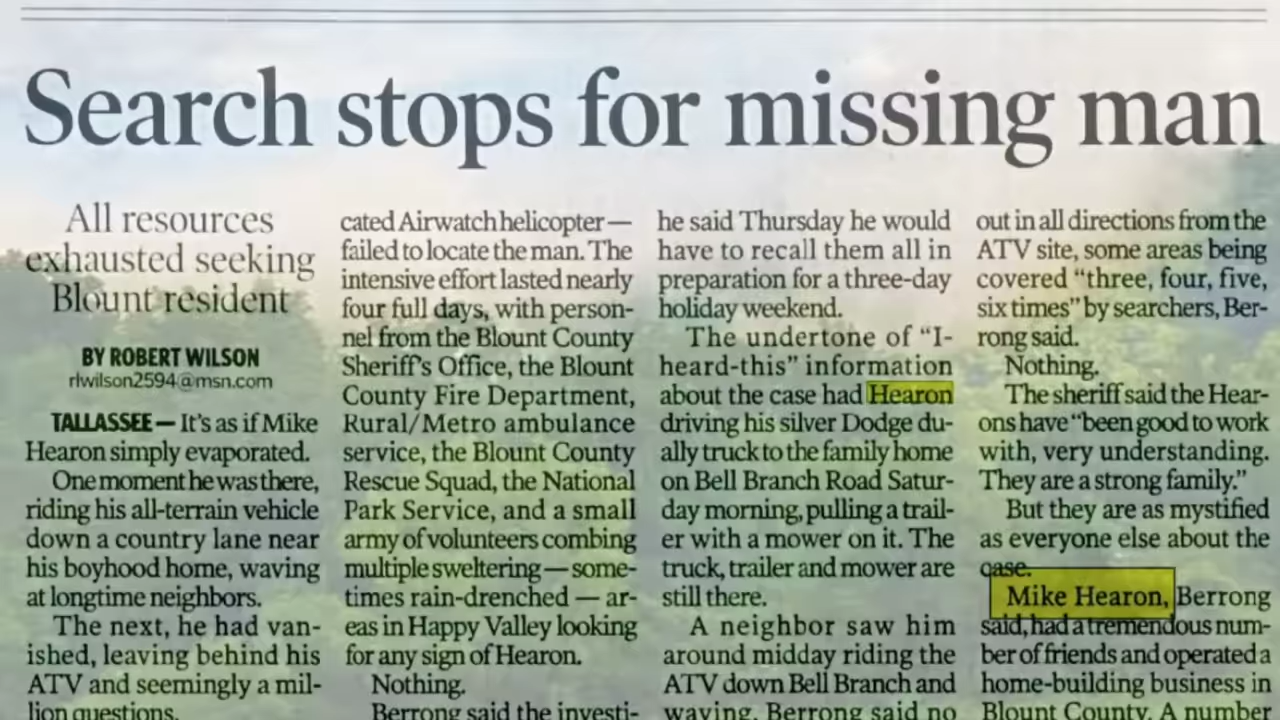 Search stops for missing man
All resources
exhausted seeking
Blount resident
BY ROBERT WILSON
rlwilson2594@msn.com
TALLASSEE — It's as if Mike
Hearon simply evaporated.
One moment he was there,
riding his all-terrain vehicle
down a country lane near
his boyhood home, waving
at longtime neighbors.
The next, he had van-
ished, leaving behind his
ATV and seemingly a mil-
lion questions.
cated Airwatch helicopter —
failed to locate the man. The
intensive effort lasted nearly
four full days, with person-
nel from the Blount County
Sheriff's Office, the Blount
County Fire Department,
Rural/Metro ambulance
service, the Blount County
Rescue Squad, the National
Park Service, and a small
army of volunteers combing
multiple sweltering — some-
times rain-drenched — ar-
eas in Happy Valley looking
for any sign of Hearon.
Nothing.
Berrong said the investi-
he said Thursday he would
have to recall them all in
preparation for a three-day
holiday weekend.
The undertone of "I-
heard-this" information
about the case had Hearon
driving his silver Dodge du-
ally truck to the family home
on Bell Branch Road Satur-
day morning, pulling a trail-
er with a mower on it. The
truck, trailer and mower are
still there.
A neighbor saw him
around midday riding the
ATV down Bell Branch and
waving. Berrong said no
out in all directions from the
ATV site, some areas being
covered "three, four, five,
six times" by searchers, Ber-
rong said.
Nothing.
The sheriff said the Hear-
ons have "been good to work
with, very understanding.
They are a strong family."
But they are as mystified
as everyone else about the
case.
Mike Hearon, Berrong
said, had a tremendous num-
ber of friends and operated a
home-building business in
Blount County. A number